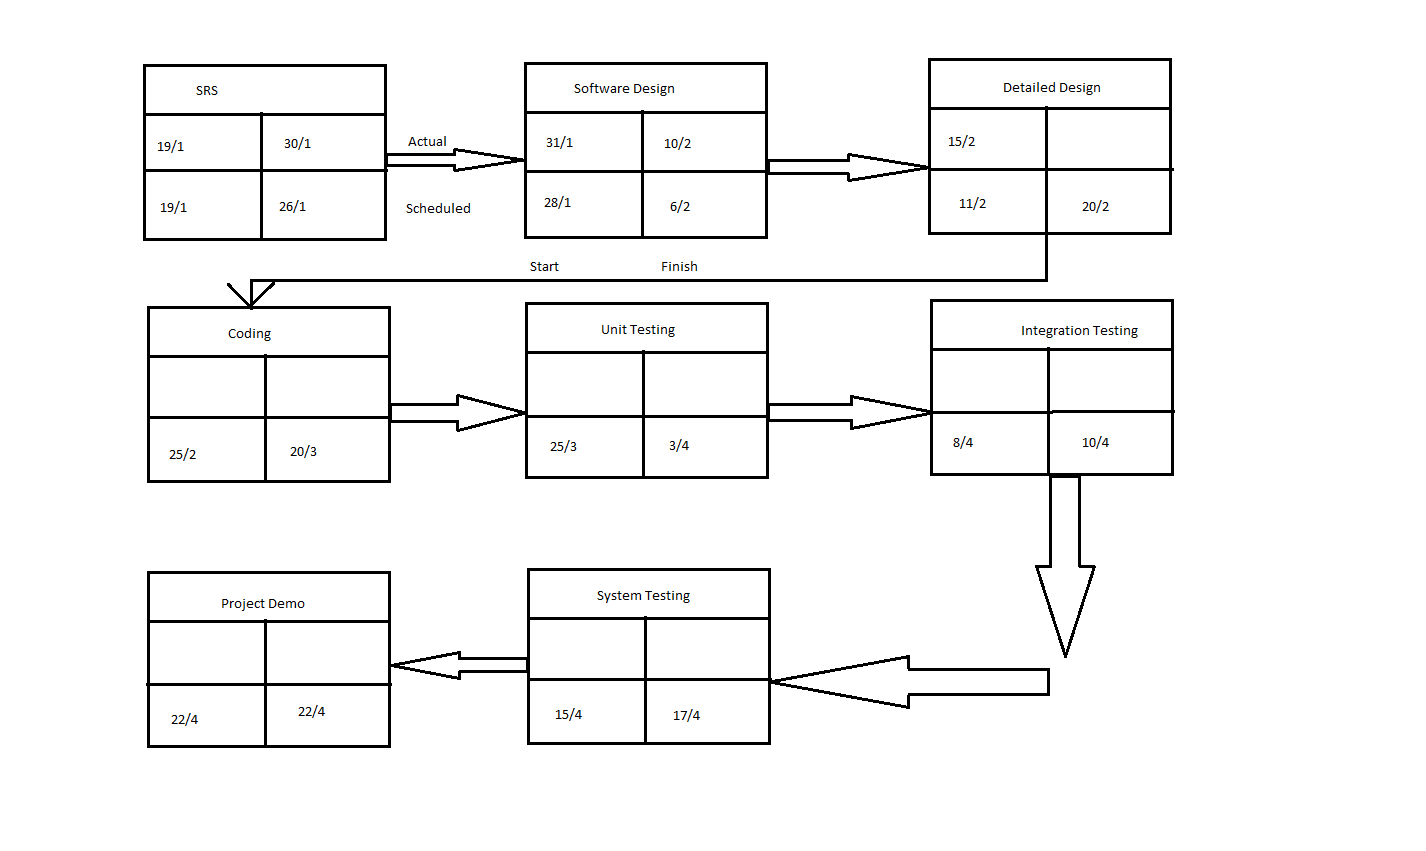 SRS
19/1 30/1
19/1 26/1
Actual
Scheduled
Software Design
31/1 10/2
28/1 6/2
Detailed Design
15/2
11/2 20/2
Start Finish
Coding
25/2 20/3
Unit Testing
25/3 3/4
Integration Testing
8/4 10/4
Project Demo
22/4 22/4
System Testing
15/4 17/4